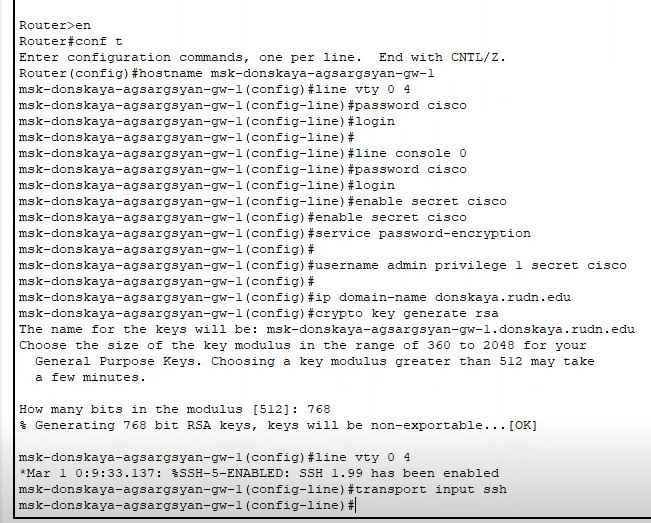 Router>en
Router#conf t
Enter configuration commands, one per line.  End with CNTL/Z.
Router(config)#hostname msk-donskaya-agsargsyan-gw-1
msk-donskaya-agsargsyan-gw-1(config)#line vty 0 4
msk-donskaya-agsargsyan-gw-1(config-line)#password cisco
msk-donskaya-agsargsyan-gw-1(config-line)#login
msk-donskaya-agsargsyan-gw-1(config-line)#
msk-donskaya-agsargsyan-gw-1(config-line)#line console 0
msk-donskaya-agsargsyan-gw-1(config-line)#password cisco
msk-donskaya-agsargsyan-gw-1(config-line)#login
msk-donskaya-agsargsyan-gw-1(config-line)#enable secret cisco
msk-donskaya-agsargsyan-gw-1(config)#enable secret cisco
msk-donskaya-agsargsyan-gw-1(config)#service password-encryption
msk-donskaya-agsargsyan-gw-1(config)#
msk-donskaya-agsargsyan-gw-1(config)#username admin privilege 1 secret cisco
msk-donskaya-agsargsyan-gw-1(config)#
msk-donskaya-agsargsyan-gw-1(config)#ip domain-name donskaya.rudn.edu
msk-donskaya-agsargsyan-gw-1(config)#crypto key generate rsa
The name for the keys will be: msk-donskaya-agsargsyan-gw-1.donskaya.rudn.edu
Choose the size of the key modulus in the range of 360 to 2048 for your
  General Purpose Keys. Choosing a key modulus greater than 512 may take
  a few minutes.
How many bits in the modulus [512]: 768
% Generating 768 bit RSA keys, keys will be non-exportable...[OK]
msk-donskaya-agsargsyan-gw-1(config)#line vty 0 4
*Mar 1 0:9:33.137: %SSH-5-ENABLED: SSH 1.99 has been enabled
msk-donskaya-agsargsyan-gw-1(config-line)#transport input ssh
msk-donskaya-agsargsyan-gw-1(config-line)#